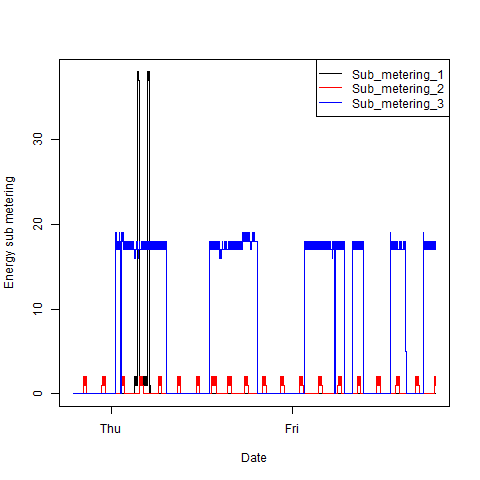 Sub_metering_1
Sub_metering_2
Sub_metering_3
Energy sub metering
30
20
10
0
Thu
Fri
Date